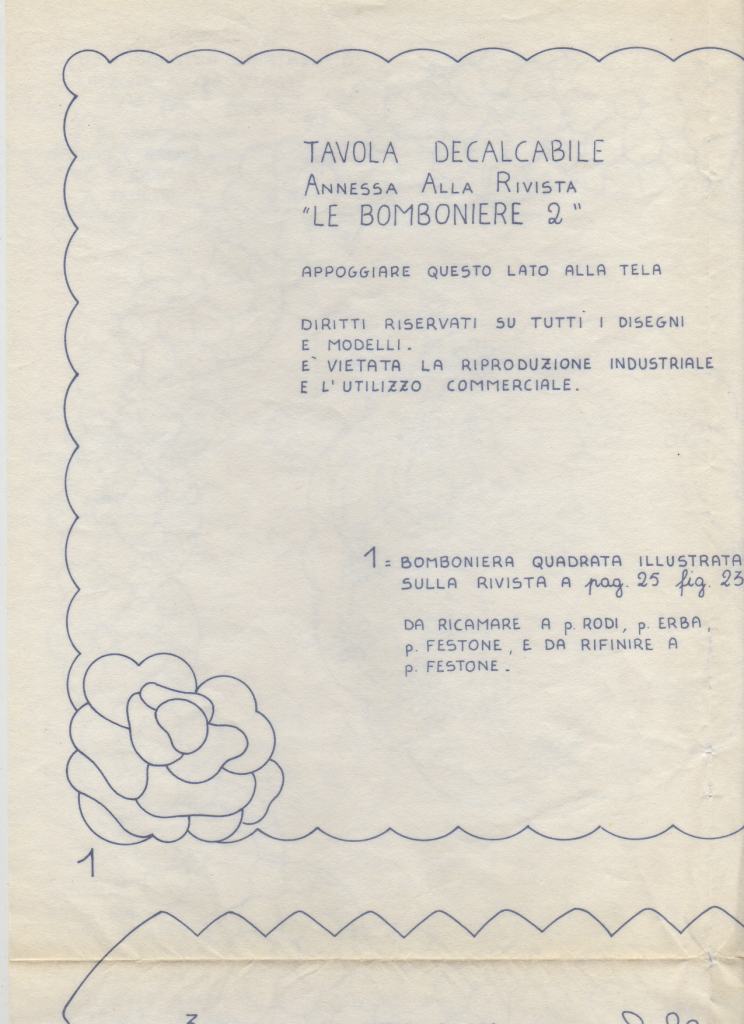 TAVOLA DECALCABILE
ANNESSA ALLA RIVISTA
"LE BOMBONIERE 2"
APPOGGIARE QUESTO LATO ALLA TELA
DIRITTI RISERVATI SU TUTTI I DISEGNI
E MODELLI.
E` VIETATA LA RIPRODUZIONE INDUSTRIALE
E L'UTILIZZO COMMERCIALE.
1 = BOMBONIERA QUADRATA ILLUSTRATA
SULLA RIVISTA A pag. 25 fig. 23
DA RICAMARE A p. RODI, p. ERBA,
p. FESTONE, E DA RIFINIRE A
p. FESTONE.
1